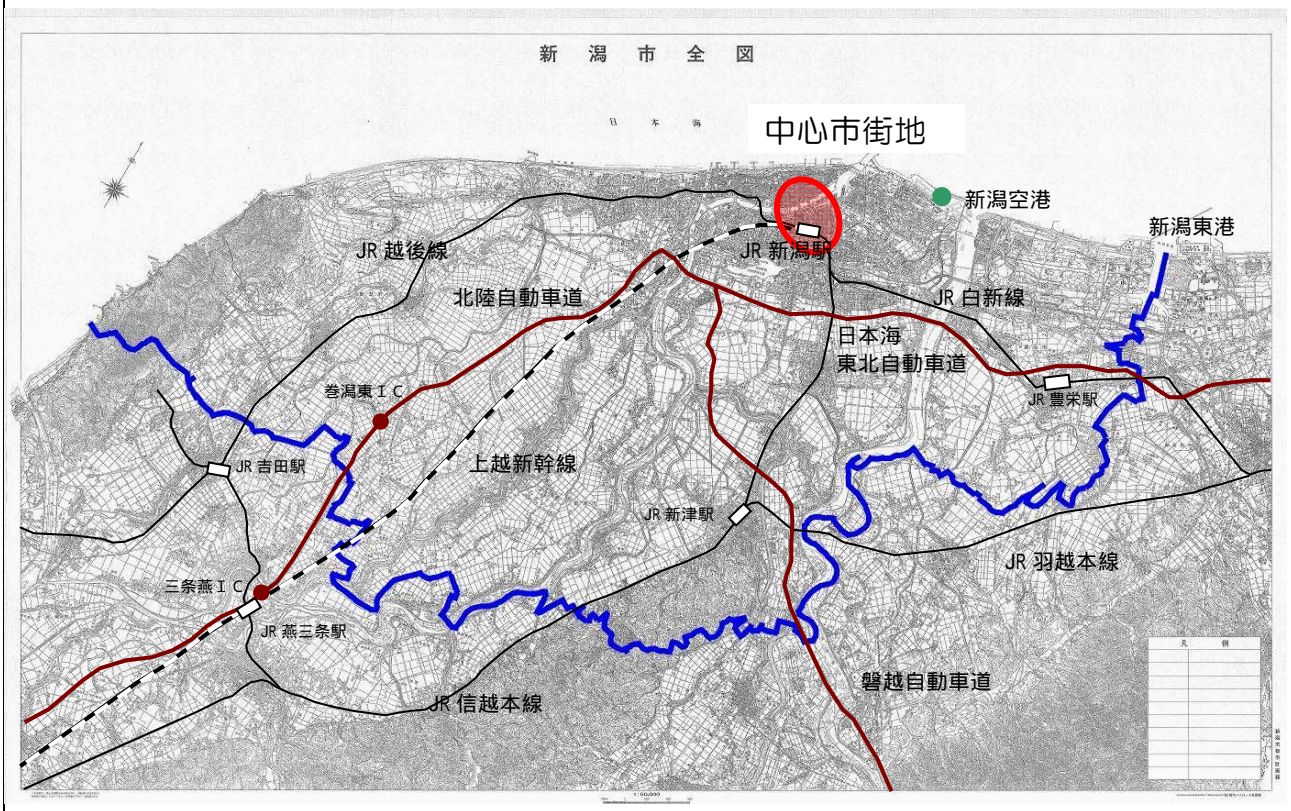 新潟市全図
日本海
中心市街地
新潟空港
新潟東港
JR 越後線
JR 新潟駅
北陸自動車道
JR 白新線
日本海
東北自動車道
巻潟東ＩＣ
JR 豊栄駅
JR 吉田駅
上越新幹線
JR 新津駅
JR 羽越本線
三条燕ＩＣ
JR 燕三条駅
凡例
磐越自動車道
JR 信越本線
1:50,000